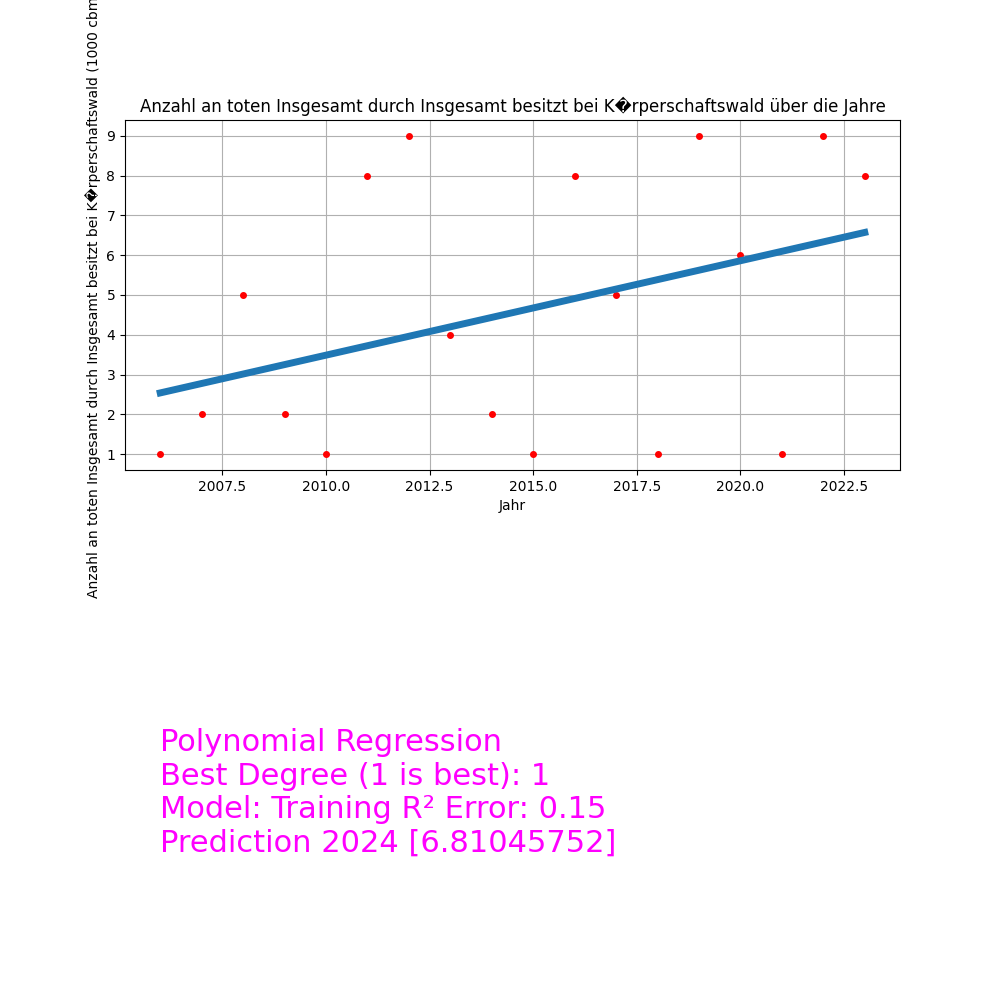 Anzahl an toten Insgesamt durch Insgesamt besitzt bei K�rperschaftswald über die Jahre
Anzahl an toten Insgesamt durch Insgesamt besitzt bei K�rperschaftswald (1000 cbm
9
8
7
6
5
4
3
2
1
2007.5 2010.0 2012.5 2015.0 2017.5 2020.0 2022.5
Jahr
Polynomial Regression
Best Degree (1 is best): 1
Model: Training R² Error: 0.15
Prediction 2024 [6.81045752]